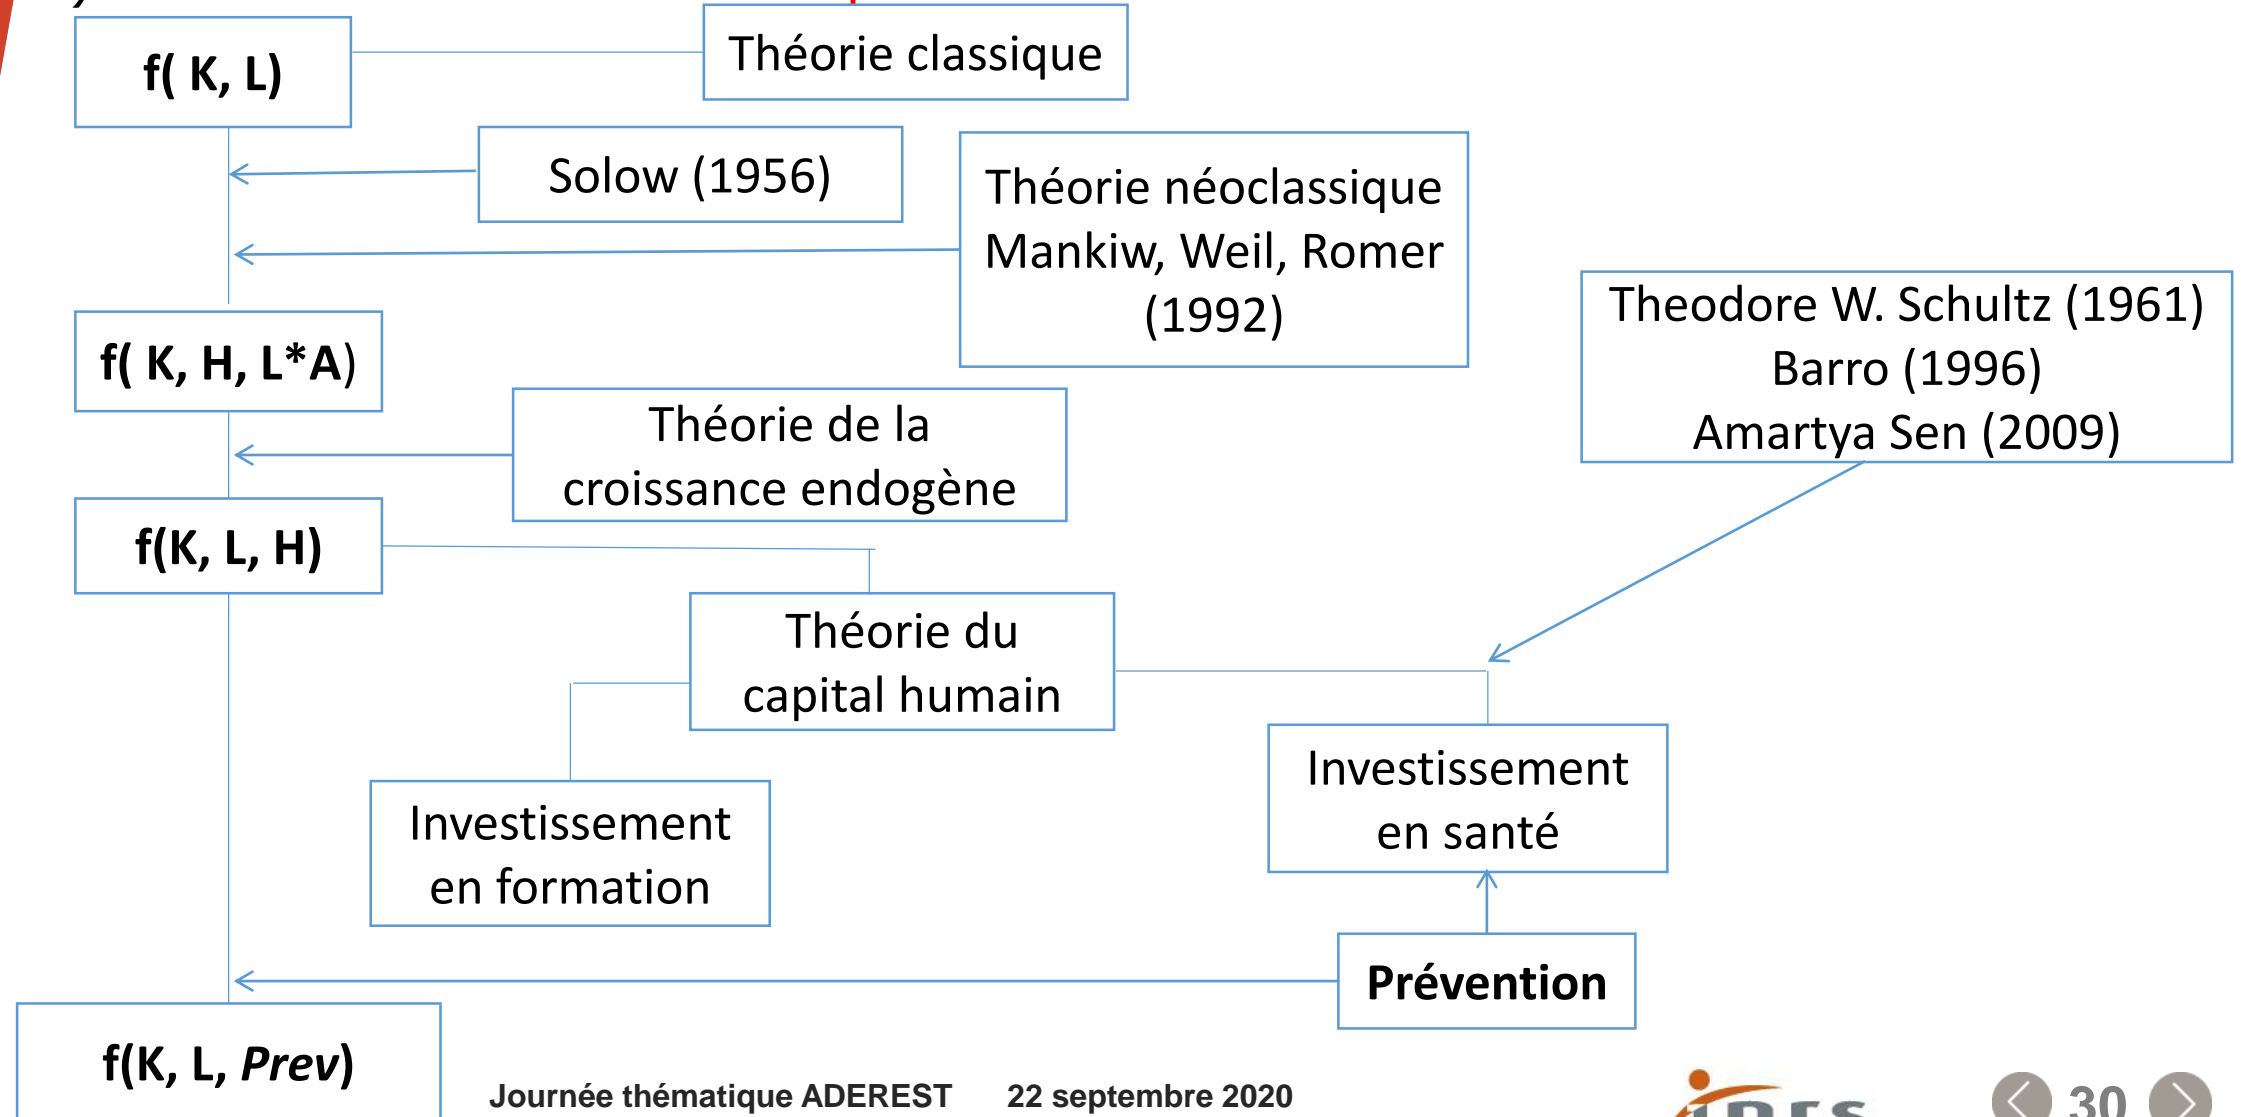 f( K, L)
Théorie classique
Solow (1956)
Théorie néoclassique
Mankiw, Weil, Romer
(1992)
f( K, H, L*A)
Theodore W. Schultz (1961)
Barro (1996)
Amartya Sen (2009)
Théorie de la
croissance endogène
f(K, L, H)
Théorie du
capital humain
Investissement
en santé
Investissement
en formation
Prévention
f(K, L, Prev)
Journée thématique ADEREST 22 septembre 2020
30